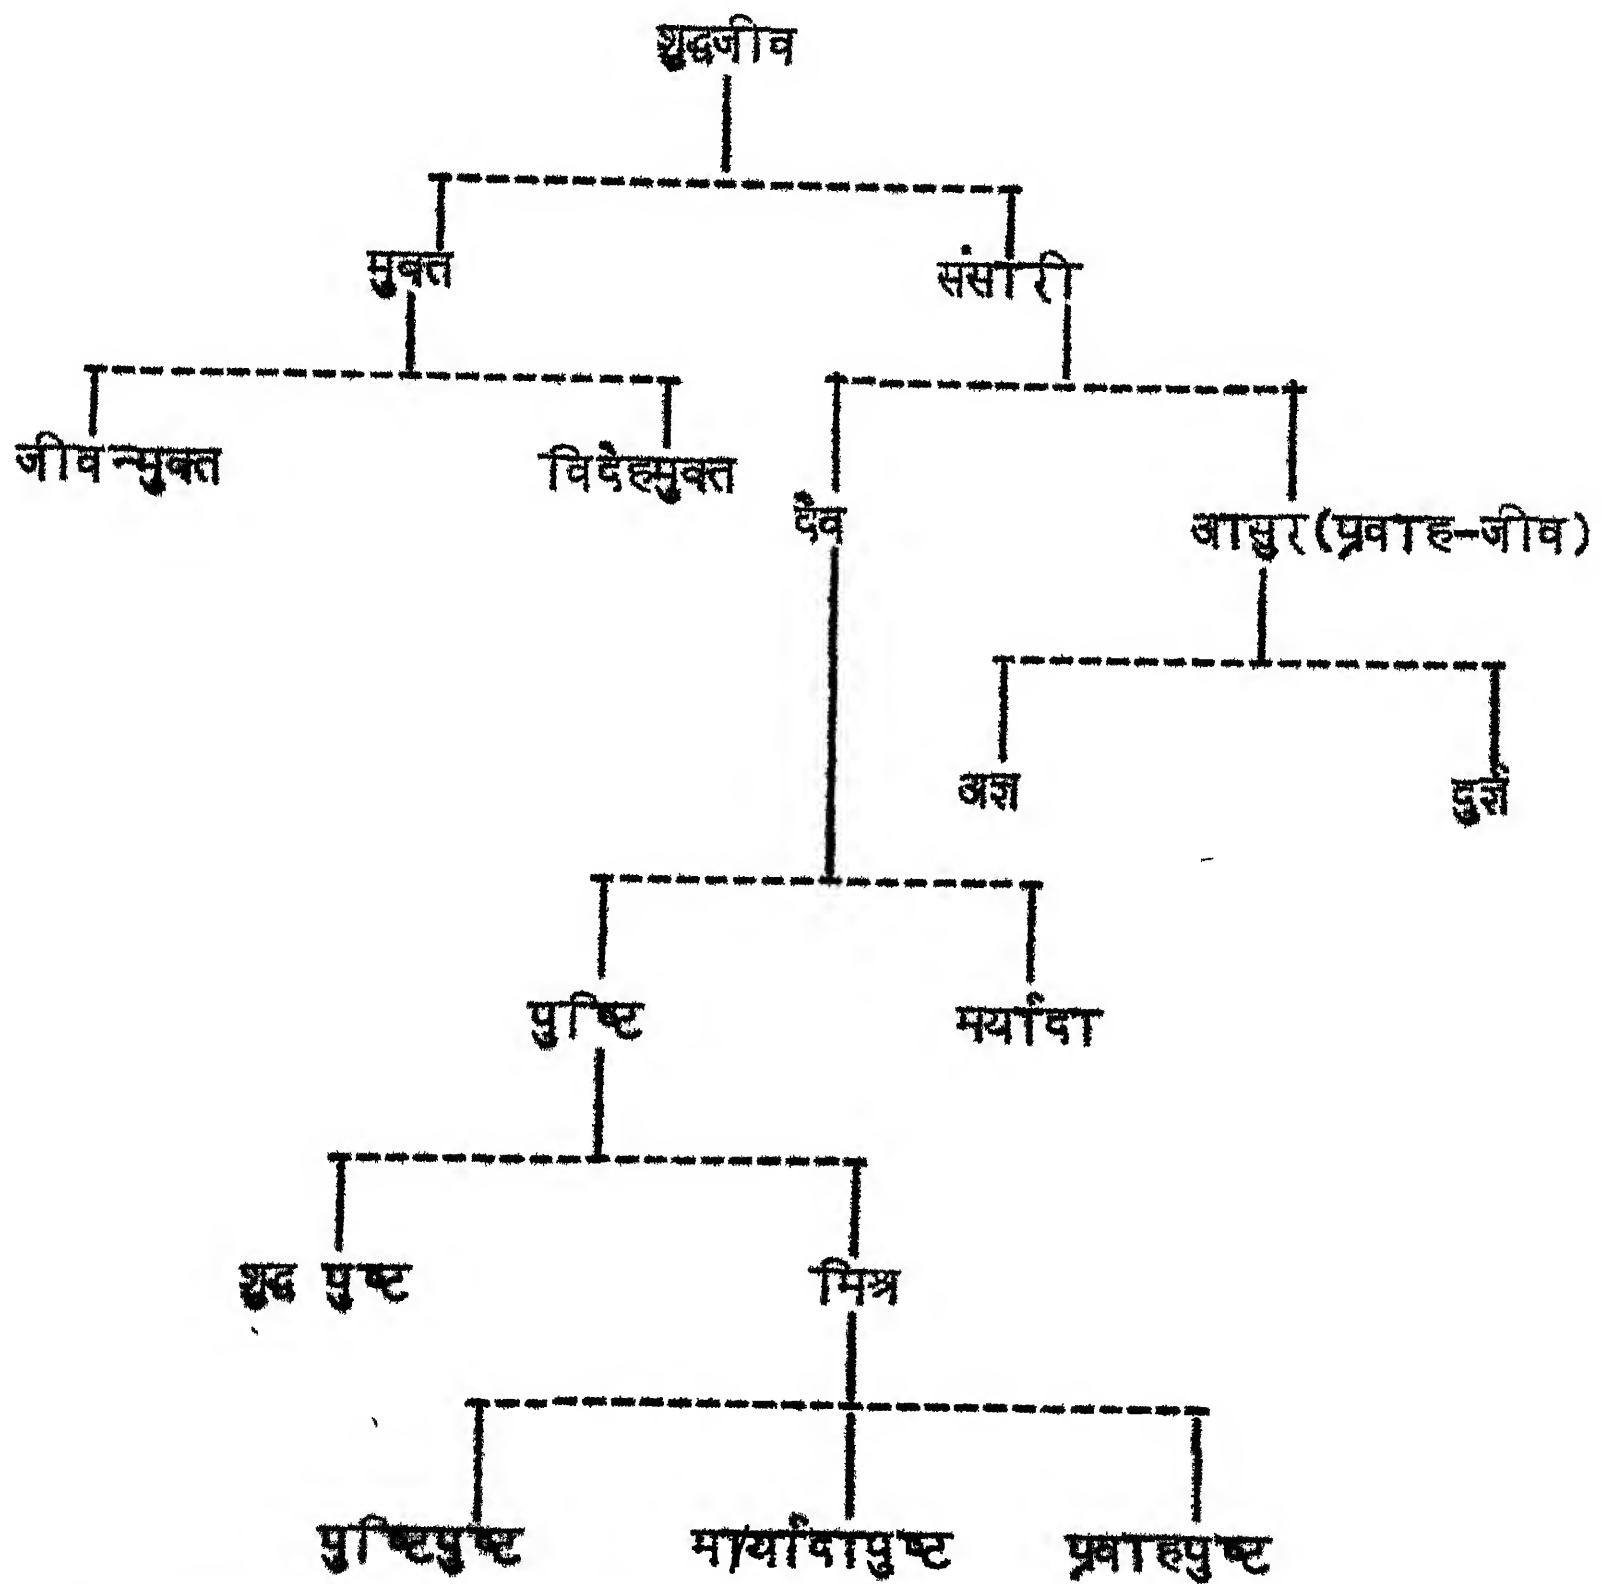 शुद्धजीव
मुक्त संसारी
जीवन्मुक्त विदेहमुक्त
दैव आसुर(प्रवाह-जीव)
अज्ञ दुर्ज्ञ
पुष्टि मर्यादा
शुद्ध पुष्ट मिश्र
पुष्टिपुष्ट मार्यादापुष्ट प्रवाहपुष्ट